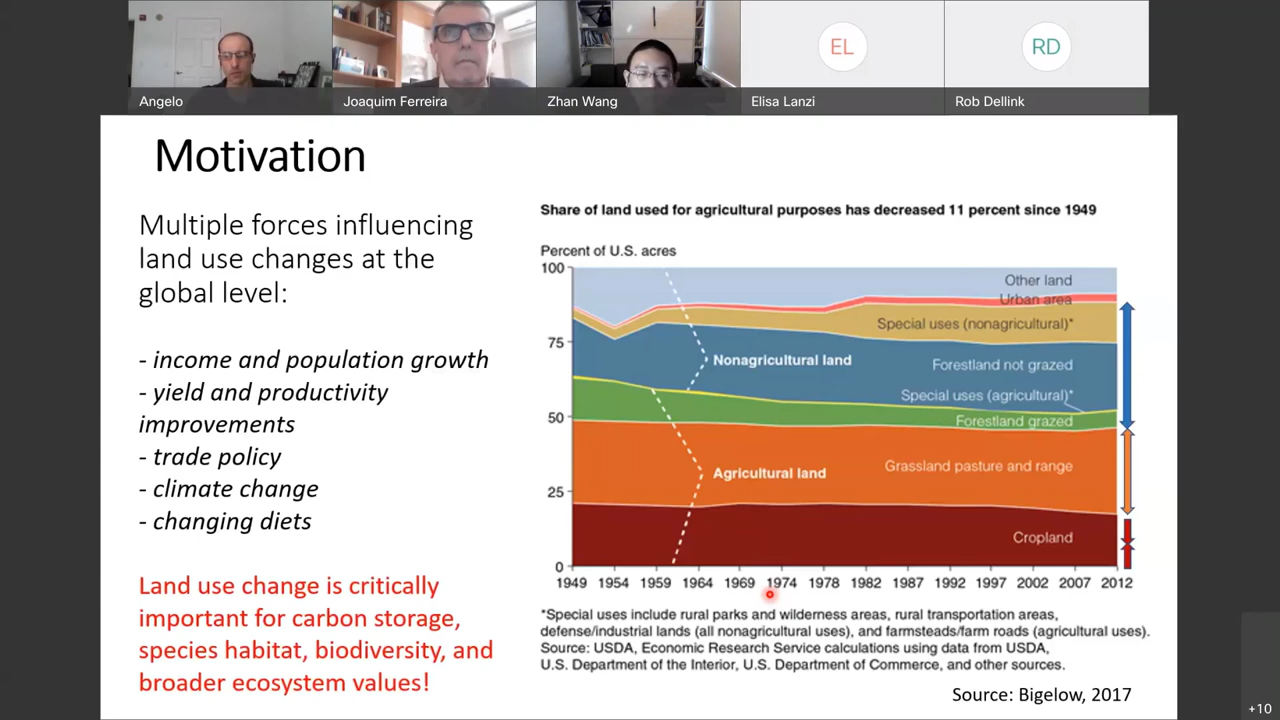 EL
RD
Angelo
Joaquim Ferreira
Zhan Wang
Elisa Lanzi
Rob Dellink
Motivation
Multiple forces influencing
land use changes at the
global level:
- income and population growth
- yield and productivity
improvements
- trade policy
- climate change
- changing diets
Land use change is critically
important for carbon storage,
species habitat, biodiversity, and
broader ecosystem values!
Share of land used for agricultural purposes has decreased 11 percent since 1949
Percent of U.S. acres
100
75
50
25
0
Other land
Urban area
Special uses (nonagricultural)*
Nonagricultural land
Forestland not grazed
Special uses (agricultural)*
Forestland grazed
Agricultural land
Grassland pasture and range
Cropland
1949 1954 1959 1964 1969 1974 1978 1982 1987 1992 1997 2002 2007 2012
*Special uses include rural parks and wilderness areas, rural transportation areas,
defense/industrial lands (all nonagricultural uses), and farmsteads/farm roads (agricultural uses).
Source: USDA, Economic Research Service calculations using data from USDA,
U.S. Department of the Interior, U.S. Department of Commerce, and other sources.
Source: Bigelow, 2017
+10